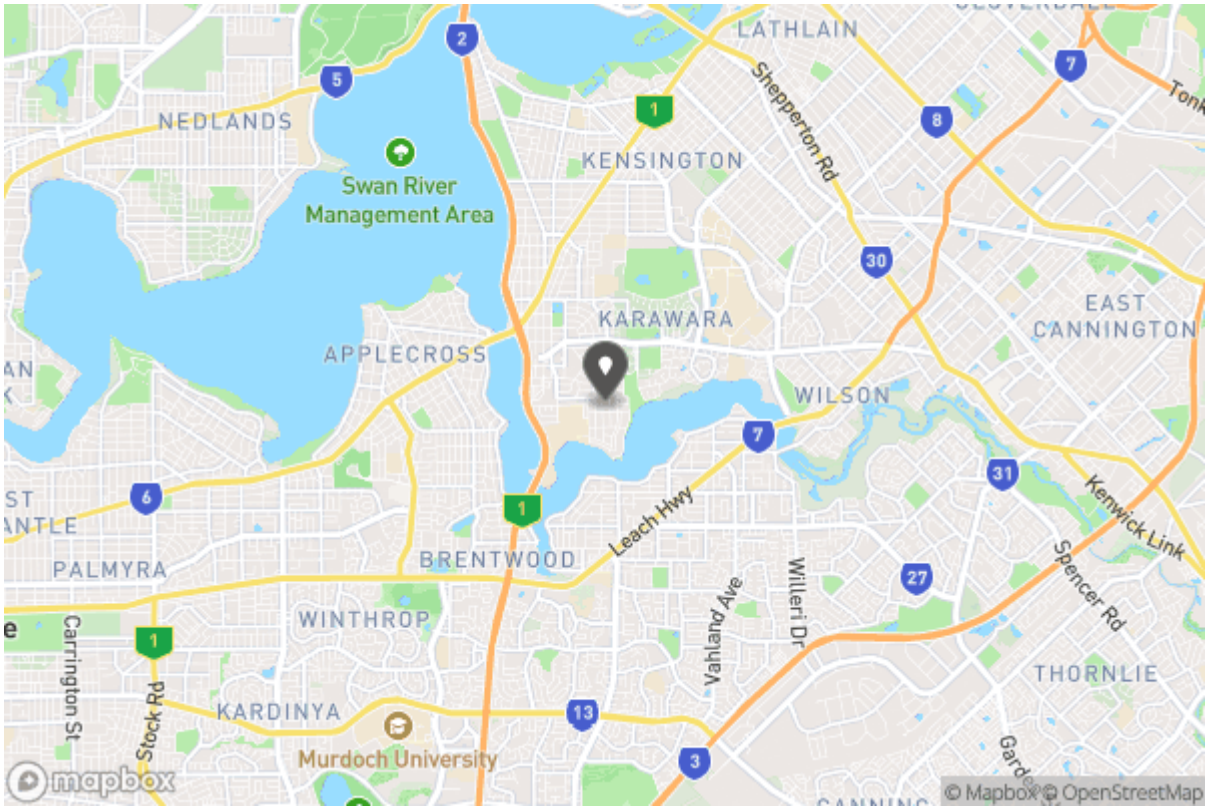 CLOVERDALE
2
LATHLAIN
5
7
Shepperton Rd
NEDLANDS
1
8
KENSINGTON
Swan River
Management Area
30
KARAWARA
EAST
CANNINGTON
APPLECROSS
WILSON
7
6
31
1
Leach Hwy
Kenwick Link
BRENTWOOD
PALMYRA
27
Spencer Rd
WINTHROP
Vahland Ave
Willeri Dr
1
Carrington St
Stock Rd
THORNLIE
KARDINYA
13
Murdoch University
3
mapbox
© Mapbox © OpenStreetMap